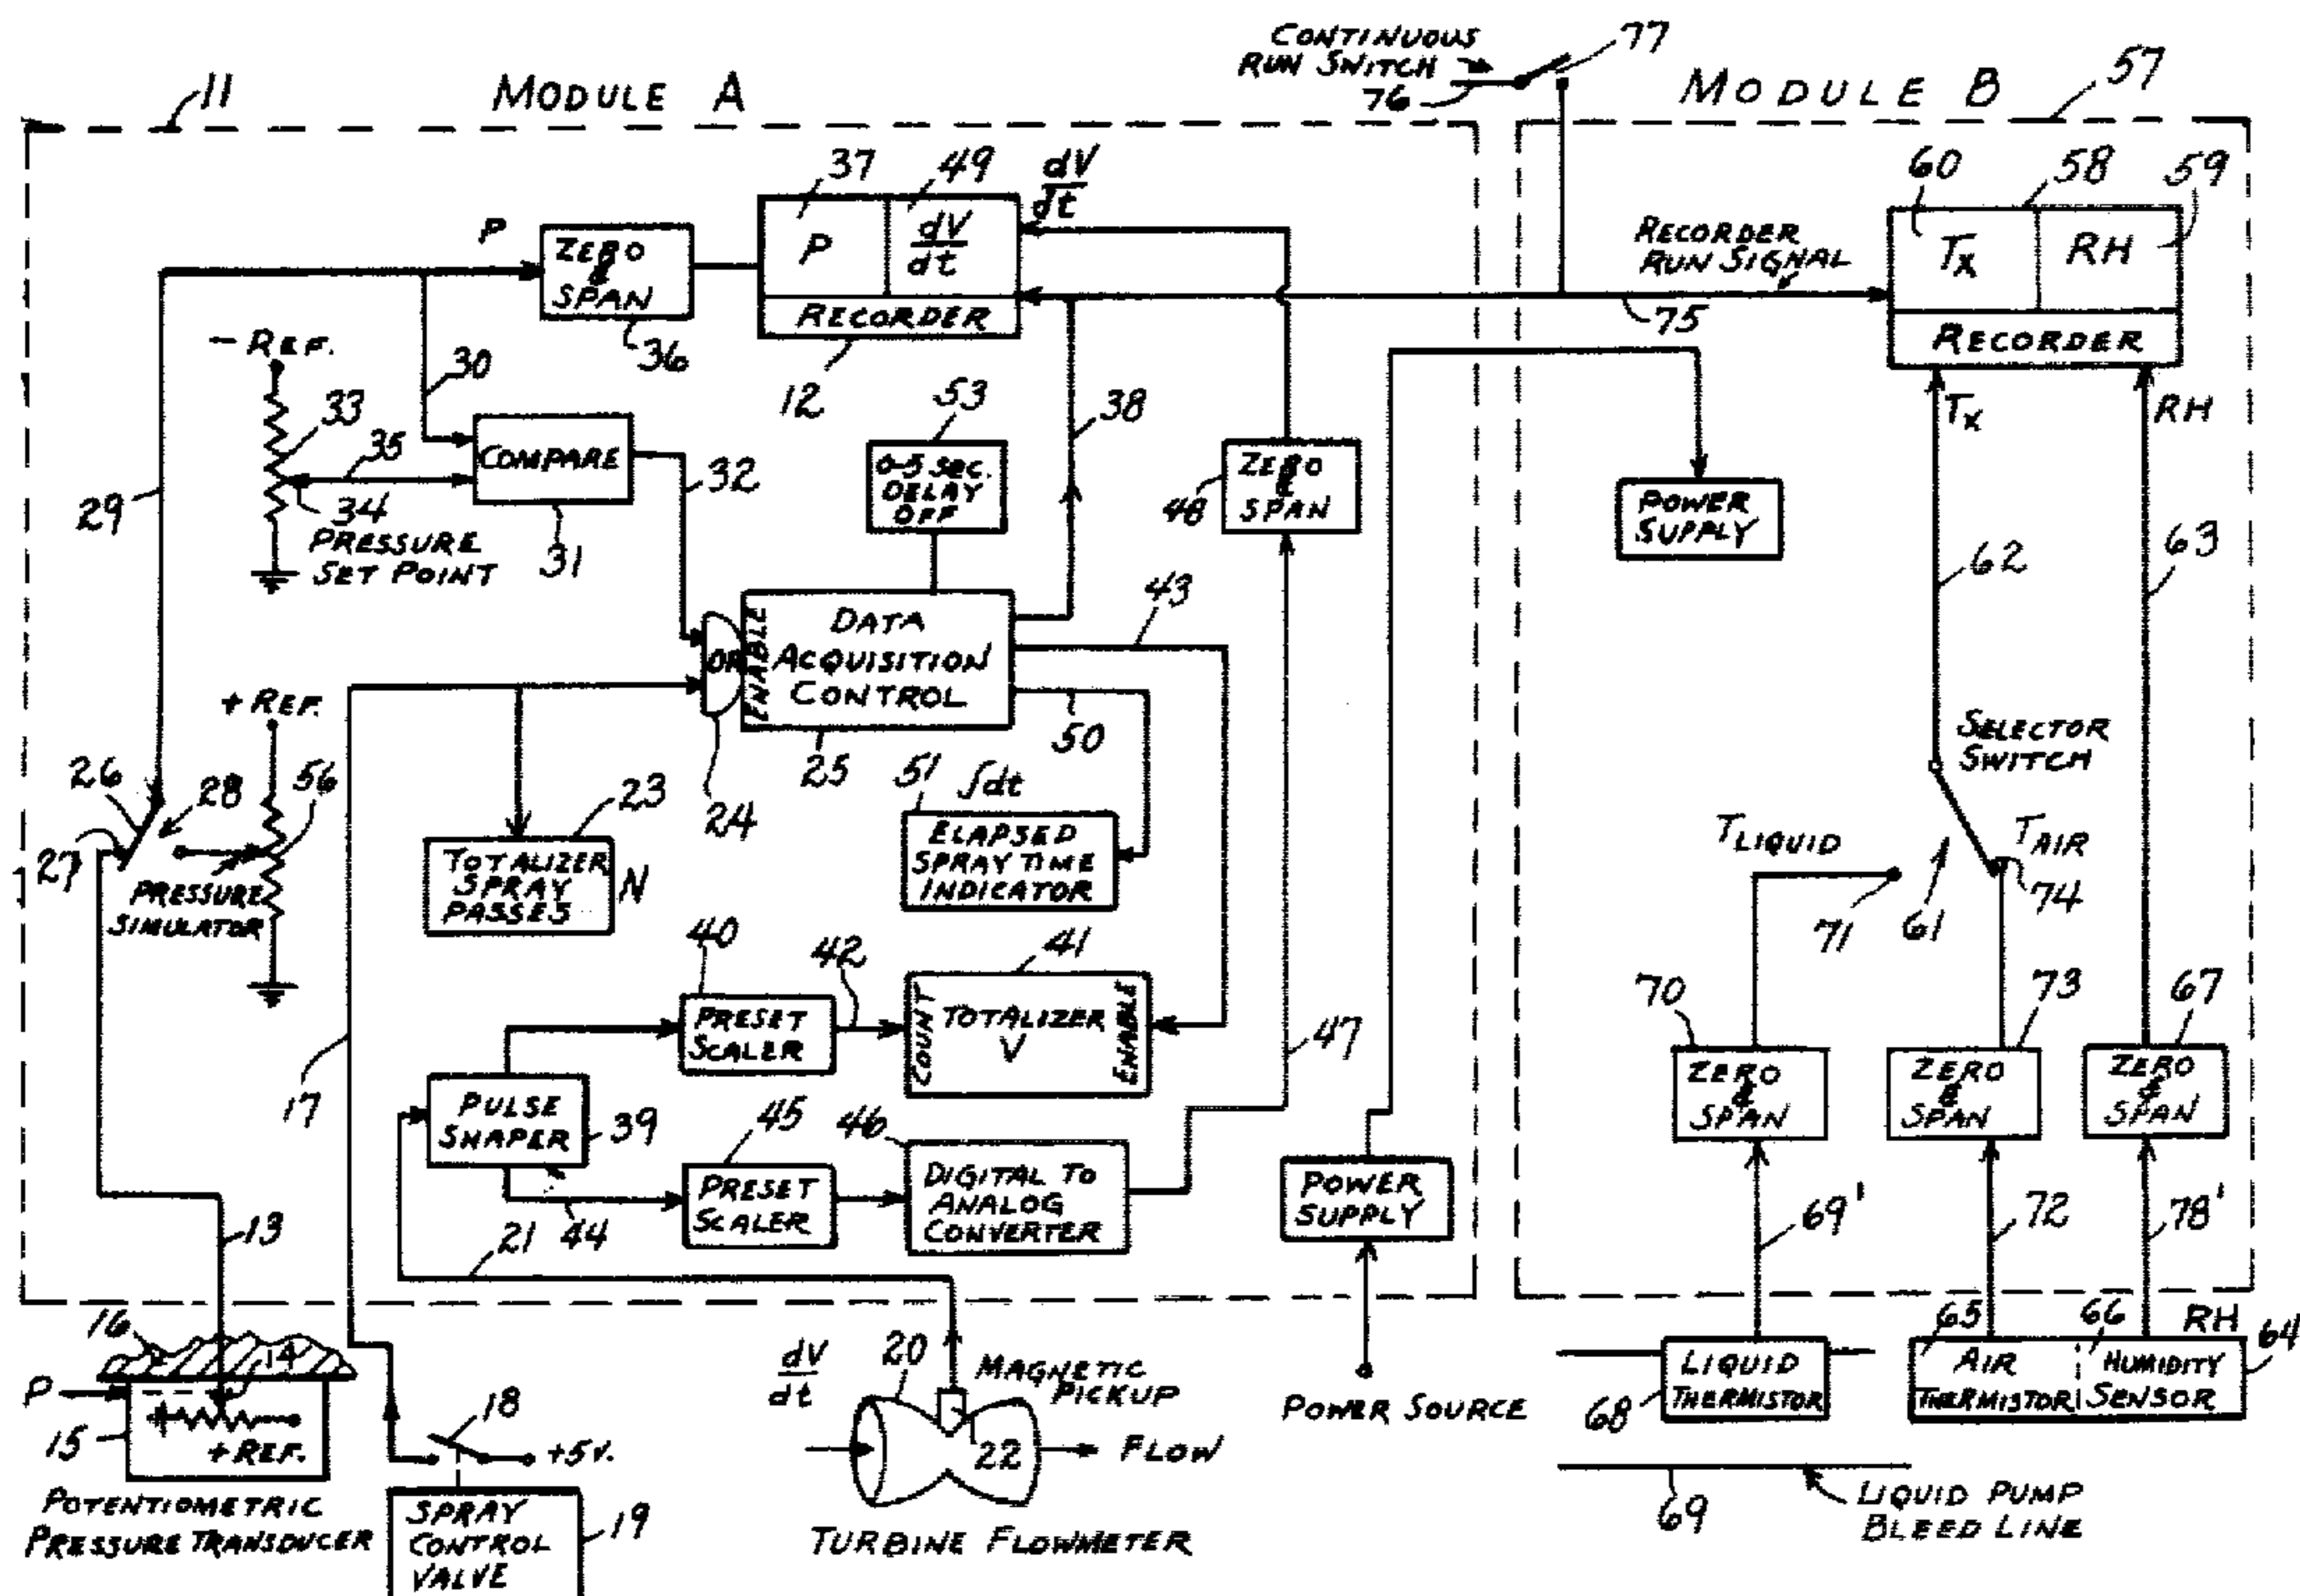 CONTINUOUS
RUN SWITCH
76
77
11
MODULE A
MODULE B
57
37
49
dV
dt
60
58
59
P
ZERO
&
SPAN
36
P
dV
dt
RECORDER
12
RECORDER
RUN SIGNAL
75
TX
RH
RECORDER
TX
RH
- REF.
33
30
35
34
PRESSURE
SET POINT
COMPARE
31
32
53
0-5 SEC.
DELAY
OFF
38
48
ZERO
&
SPAN
POWER
SUPPLY
29
62
63
OR
ENABLE
DATA
ACQUISITION
CONTROL
24
25
43
50
+ REF.
26
28
56
27
PRESSURE
SIMULATOR
23
TOTALIZER
SPRAY
PASSES
N
51
∫dt
ELAPSED
SPRAY TIME
INDICATOR
SELECTOR
SWITCH
TLIQUID
TAIR
71
61
74
40
PRESET
SCALER
42
41
COUNT
TOTALIZER
V
ENABLE
47
17
PULSE
SHAPER
39
45
PRESET
SCALER
44
21
46
DIGITAL TO
ANALOG
CONVERTER
POWER
SUPPLY
70
ZERO
&
SPAN
73
ZERO
&
SPAN
67
ZERO
&
SPAN
69'
72
78'
13
16
14
P
15
+ REF.
POTENTIOMETRIC
PRESSURE TRANSDUCER
18
+5V.
SPRAY
CONTROL
VALVE
19
dV
dt
20
MAGNETIC
PICKUP
22
FLOW
TURBINE FLOWMETER
POWER SOURCE
68
LIQUID
THERMISTOR
65
AIR
THERMISTOR
66
HUMIDITY
SENSOR
RH
64
69
LIQUID PUMP
BLEED LINE